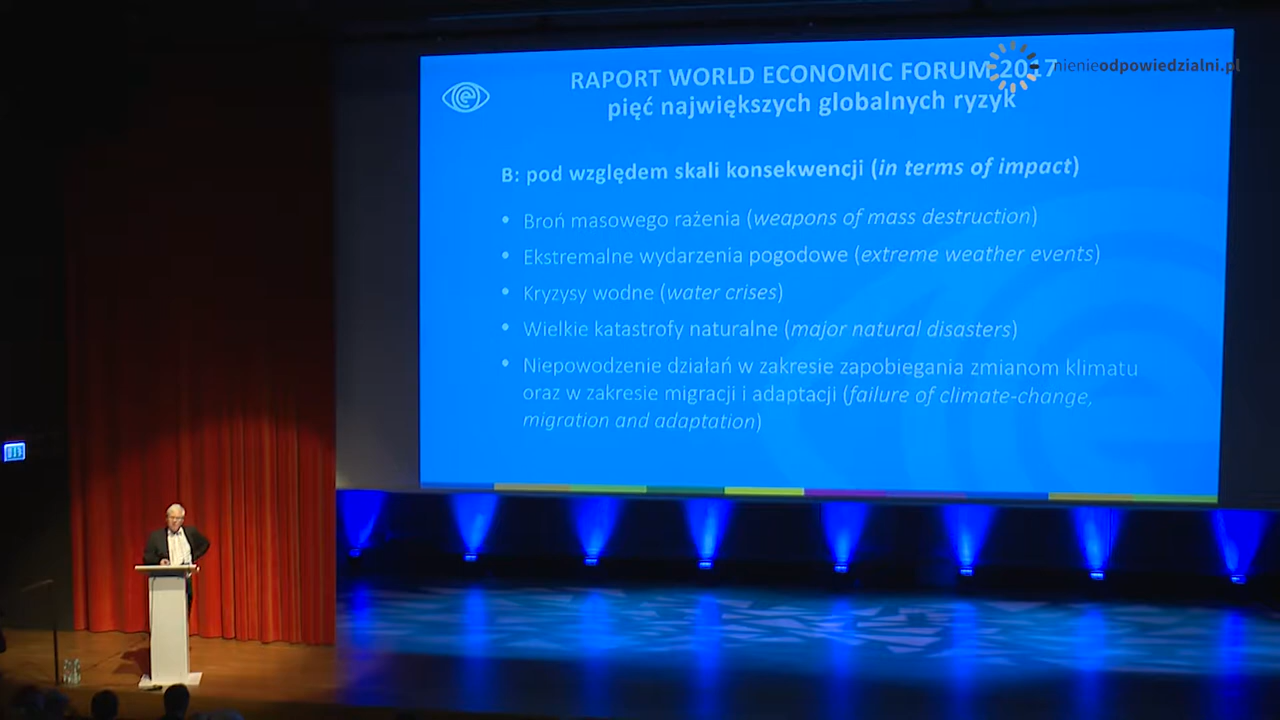 RAPORT WORLD ECONOMIC FORUM 2017
nienieodpowiedzialni.pl
pięć największych globalnych ryzyk
B: pod względem skali konsekwencji (in terms of impact)
• Broń masowego rażenia (weapons of mass destruction)
• Ekstremalne wydarzenia pogodowe (extreme weather events)
• Kryzysy wodne (water crises)
• Wielkie katastrofy naturalne (major natural disasters)
• Niepowodzenie działań w zakresie zapobiegania zmianom klimatu
oraz w zakresie migracji i adaptacji (failure of climate-change,
migration and adaptation)